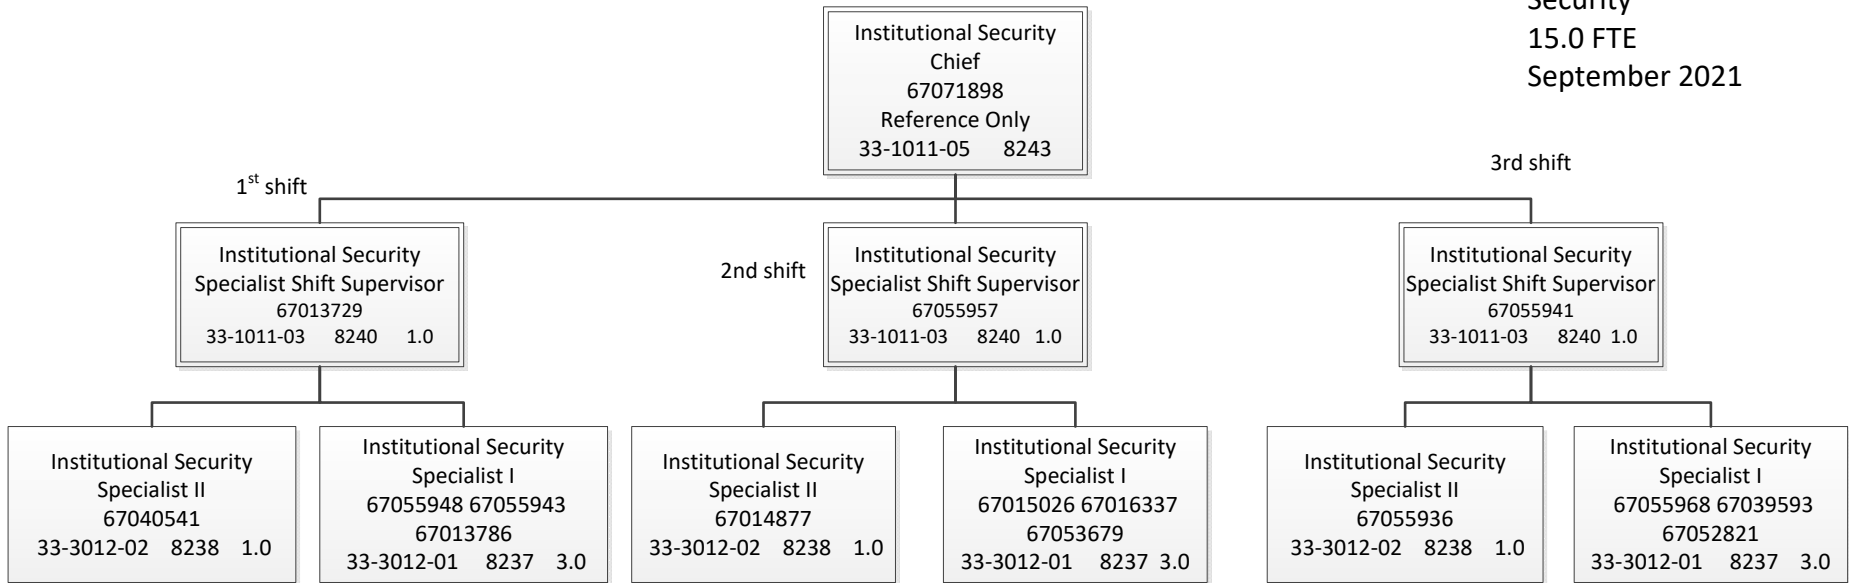 Security
15.0 FTE
September 2021
Institutional Security
Chief
67071898
Reference Only
33-1011-05 8243
1st shift
2nd shift
3rd shift
Institutional Security
Specialist Shift Supervisor
67013729
33-1011-03 8240 1.0
Institutional Security
Specialist Shift Supervisor
67055957
33-1011-03 8240 1.0
Institutional Security
Specialist Shift Supervisor
67055941
33-1011-03 8240 1.0
Institutional Security
Specialist II
67040541
33-3012-02 8238 1.0
Institutional Security
Specialist I
67055948 67055943
67013786
33-3012-01 8237 3.0
Institutional Security
Specialist II
67014877
33-3012-02 8238 1.0
Institutional Security
Specialist I
67015026 67016337
67053679
33-3012-01 8237 3.0
Institutional Security
Specialist II
67055936
33-3012-02 8238 1.0
Institutional Security
Specialist I
67055968 67039593
67052821
33-3012-01 8237 3.0